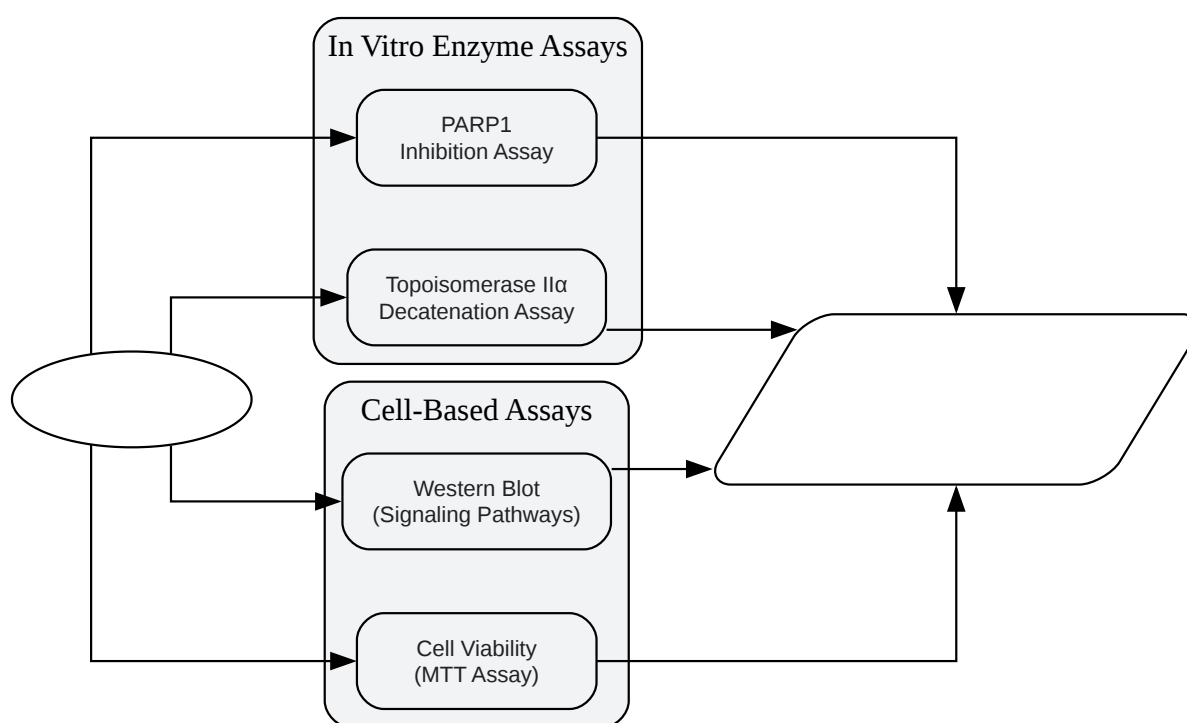 In Vitro Enzyme Assays
PARP1
Inhibition Assay
Topoisomerase IIα
Decatenation Assay
Cell-Based Assays
Western Blot
(Signaling Pathways)
Cell Viability
(MTT Assay)